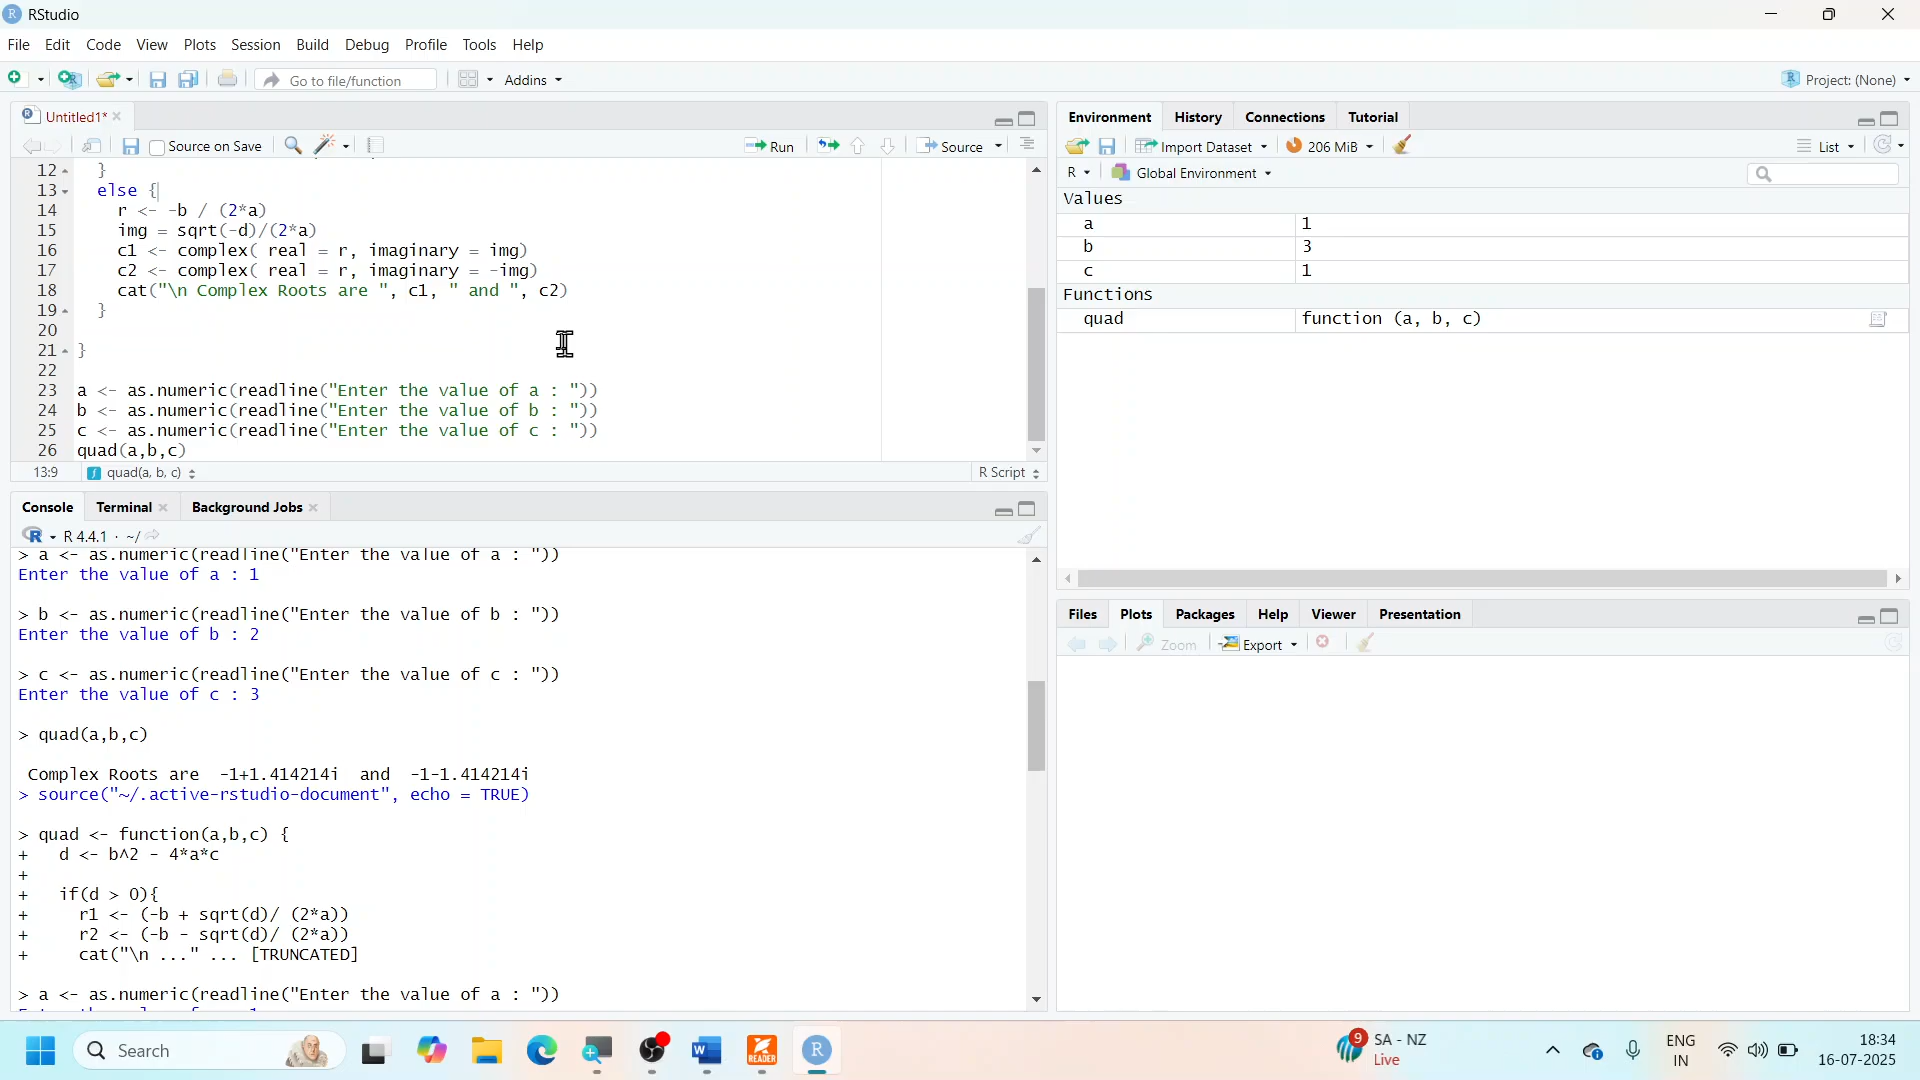 RStudio
File Edit Code View Plots Session Build Debug Profile Tools Help
Go to file/function Addins Project: (None)
Untitled1*
Source on Save Run Source
12 }
13 else {
14 r <- -b / (2*a)
15 img = sqrt(-d)/(2*a)
16 c1 <- complex( real = r, imaginary = img)
17 c2 <- complex( real = r, imaginary = -img)
18 cat("\n Complex Roots are ", c1, " and ", c2)
19 }
20
21 }
22
23 a <- as.numeric(readline("Enter the value of a : "))
24 b <- as.numeric(readline("Enter the value of b : "))
25 c <- as.numeric(readline("Enter the value of c : "))
26 quad(a,b,c)
13:9 quad(a, b, c) R Script
Console Terminal Background Jobs
R 4.4.1 · ~/
> a <- as.numeric(readline("Enter the value of a : "))
Enter the value of a : 1
> b <- as.numeric(readline("Enter the value of b : "))
Enter the value of b : 2
> c <- as.numeric(readline("Enter the value of c : "))
Enter the value of c : 3
> quad(a,b,c)
Complex Roots are -1+1.414214i and -1-1.414214i
> source("~/.active-rstudio-document", echo = TRUE)
> quad <- function(a,b,c) {
+ d <- b^2 - 4*a*c
+
+ if(d > 0){
+ r1 <- (-b + sqrt(d)/ (2*a))
+ r2 <- (-b - sqrt(d)/ (2*a))
+ cat("\n ..." ... [TRUNCATED]
> a <- as.numeric(readline("Enter the value of a : "))
Environment History Connections Tutorial
Import Dataset 206 MiB List
R Global Environment
Values
a 1
b 3
c 1
Functions
quad function (a, b, c)
Files Plots Packages Help Viewer Presentation
Zoom Export
Search
9 SA - NZ
Live
READER
ENG
IN
18:34
16-07-2025